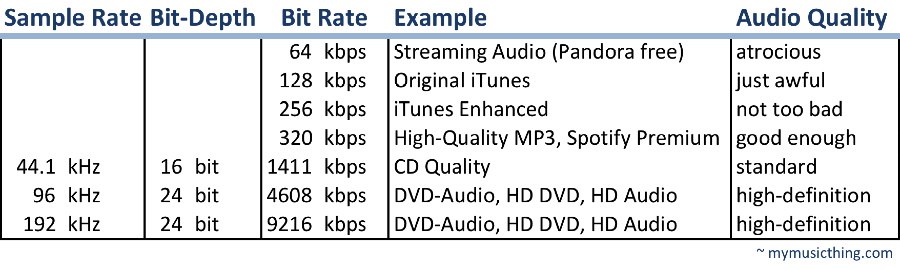 Sample Rate Bit-Depth Bit Rate Example Audio Quality
64 kbps Streaming Audio (Pandora free) atrocious
128 kbps Original iTunes just awful
256 kbps iTunes Enhanced not too bad
320 kbps High-Quality MP3, Spotify Premium good enough
44.1 kHz 16 bit 1411 kbps CD Quality standard
96 kHz 24 bit 4608 kbps DVD-Audio, HD DVD, HD Audio high-definition
192 kHz 24 bit 9216 kbps DVD-Audio, HD DVD, HD Audio high-definition
~ mymusicthing.com